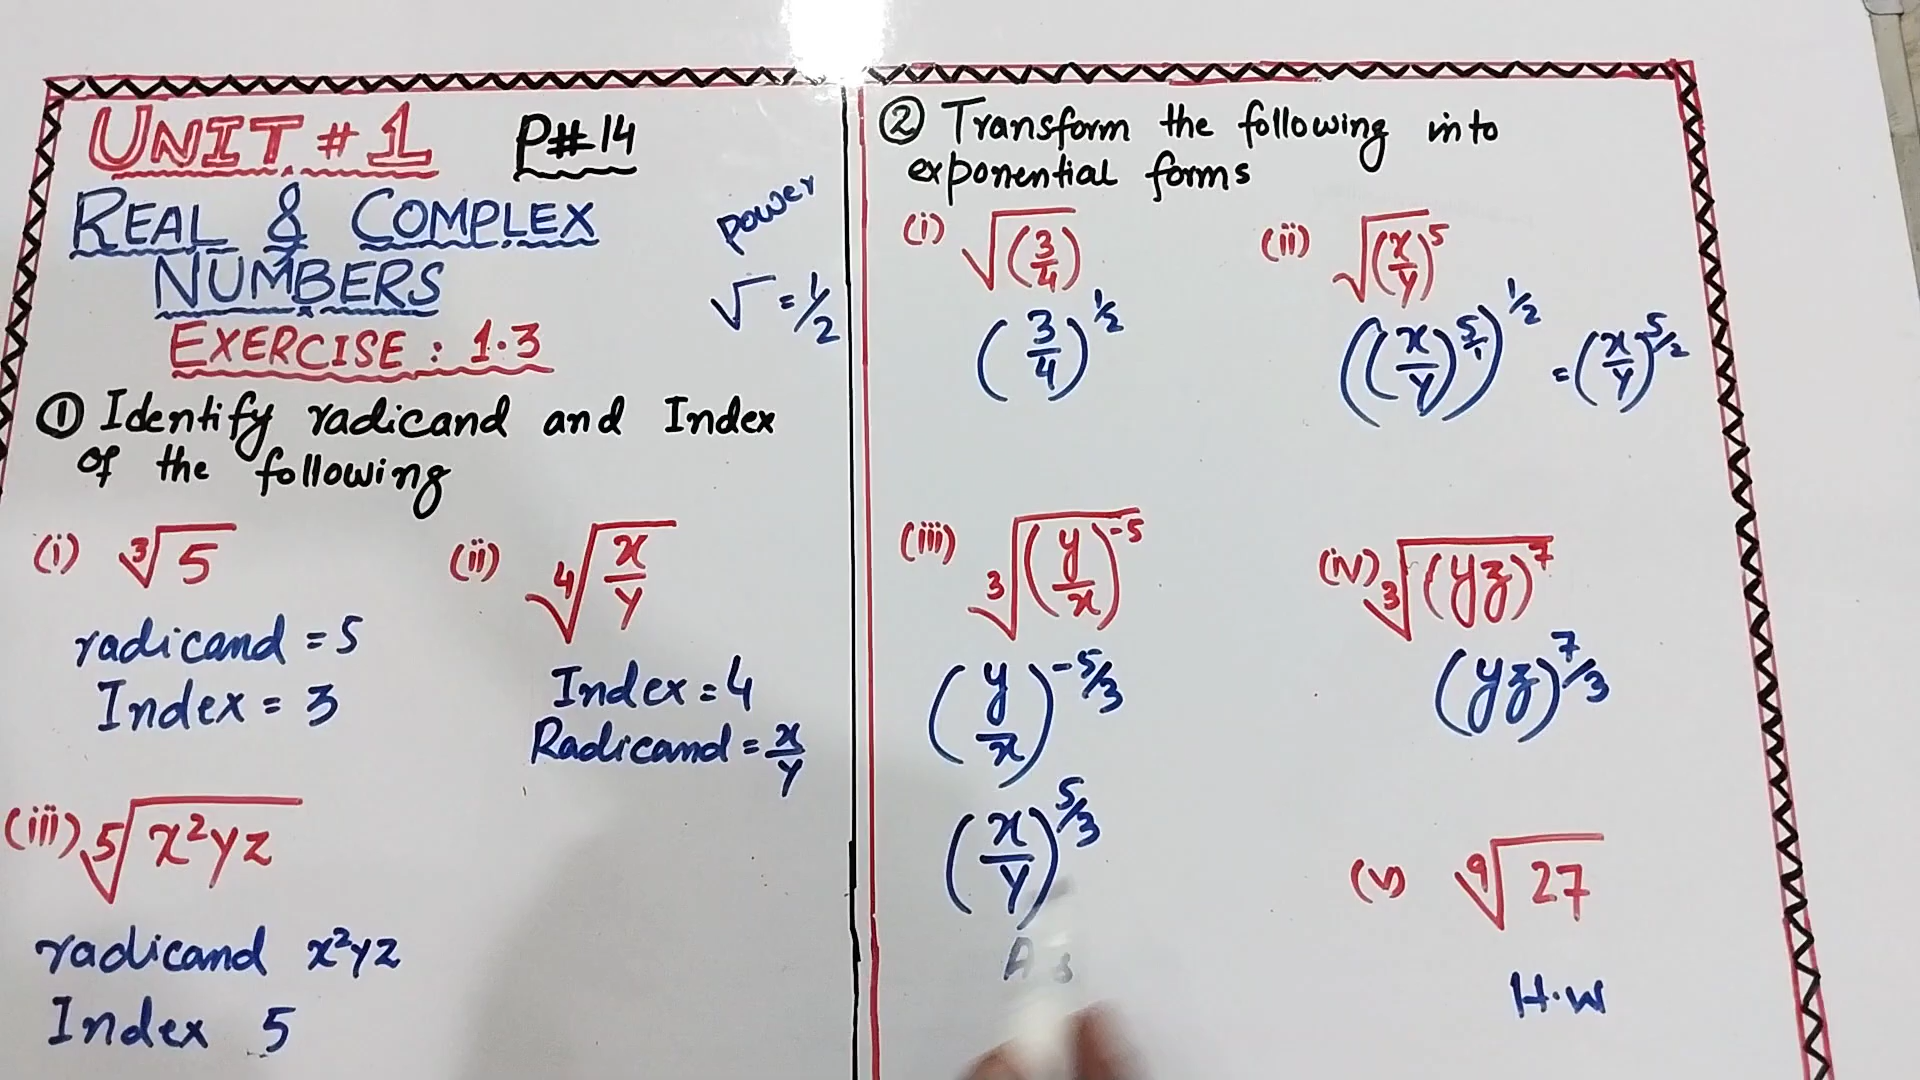 UNIT # 1 P# 14
REAL & COMPLEX
NUMBERS
EXERCISE : 1.3
power
√ = 1/2
① Identify radicand and Index
of the following
(i) ∛5
radicand = 5
Index = 3
(ii) ∜(x/y)
Index = 4
Radicand = x/y
(iii) ⁵√(x²yz)
radicand x²yz
Index 5
② Transform the following into
exponential forms
(i) √(3/4)
(3/4)^1/2
(ii) √(x/y)^5
((x/y)^5/1)^1/2 = (x/y)^5/2
(iii) ∛(y/x)^-5
(y/x)^-5/3
(x/y)^5/3
(iv) ∛(yz)^7
(yz)^7/3
(v) ⁹√27
H.W